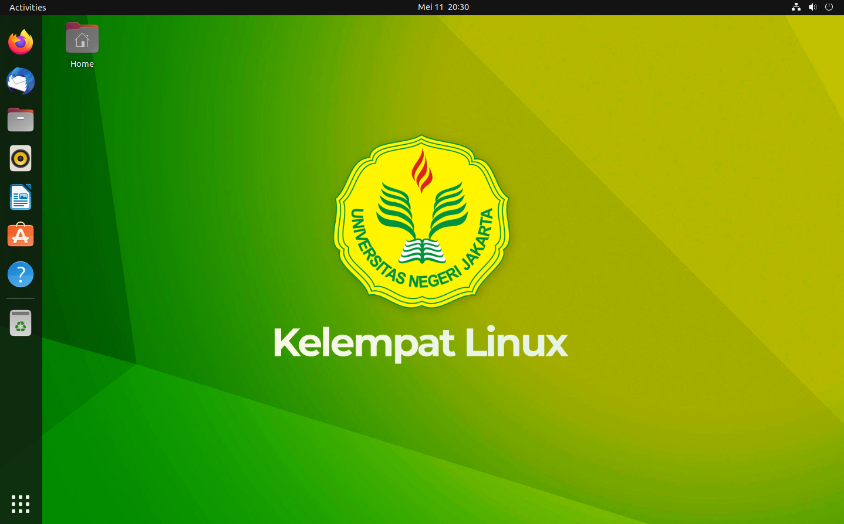 Activities
Mei 11 20:30
Home
UNIVERSITAS NEGERI JAKARTA
Kelempat Linux